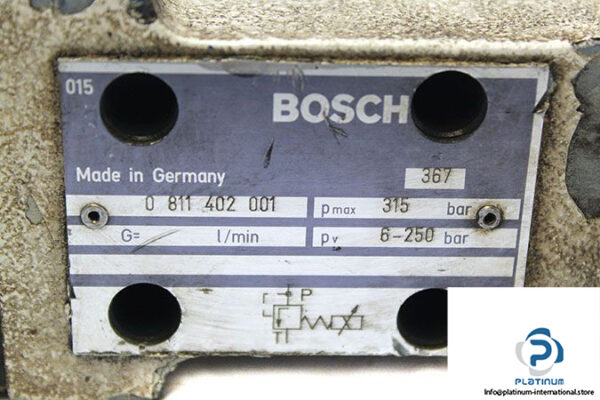 015
BOSCH
Made in Germany 367
0 811 402 001 pmax 315 bar
G= l/min pv 6-250 bar
P
T
PLATINUM
Info@platinum-international.store